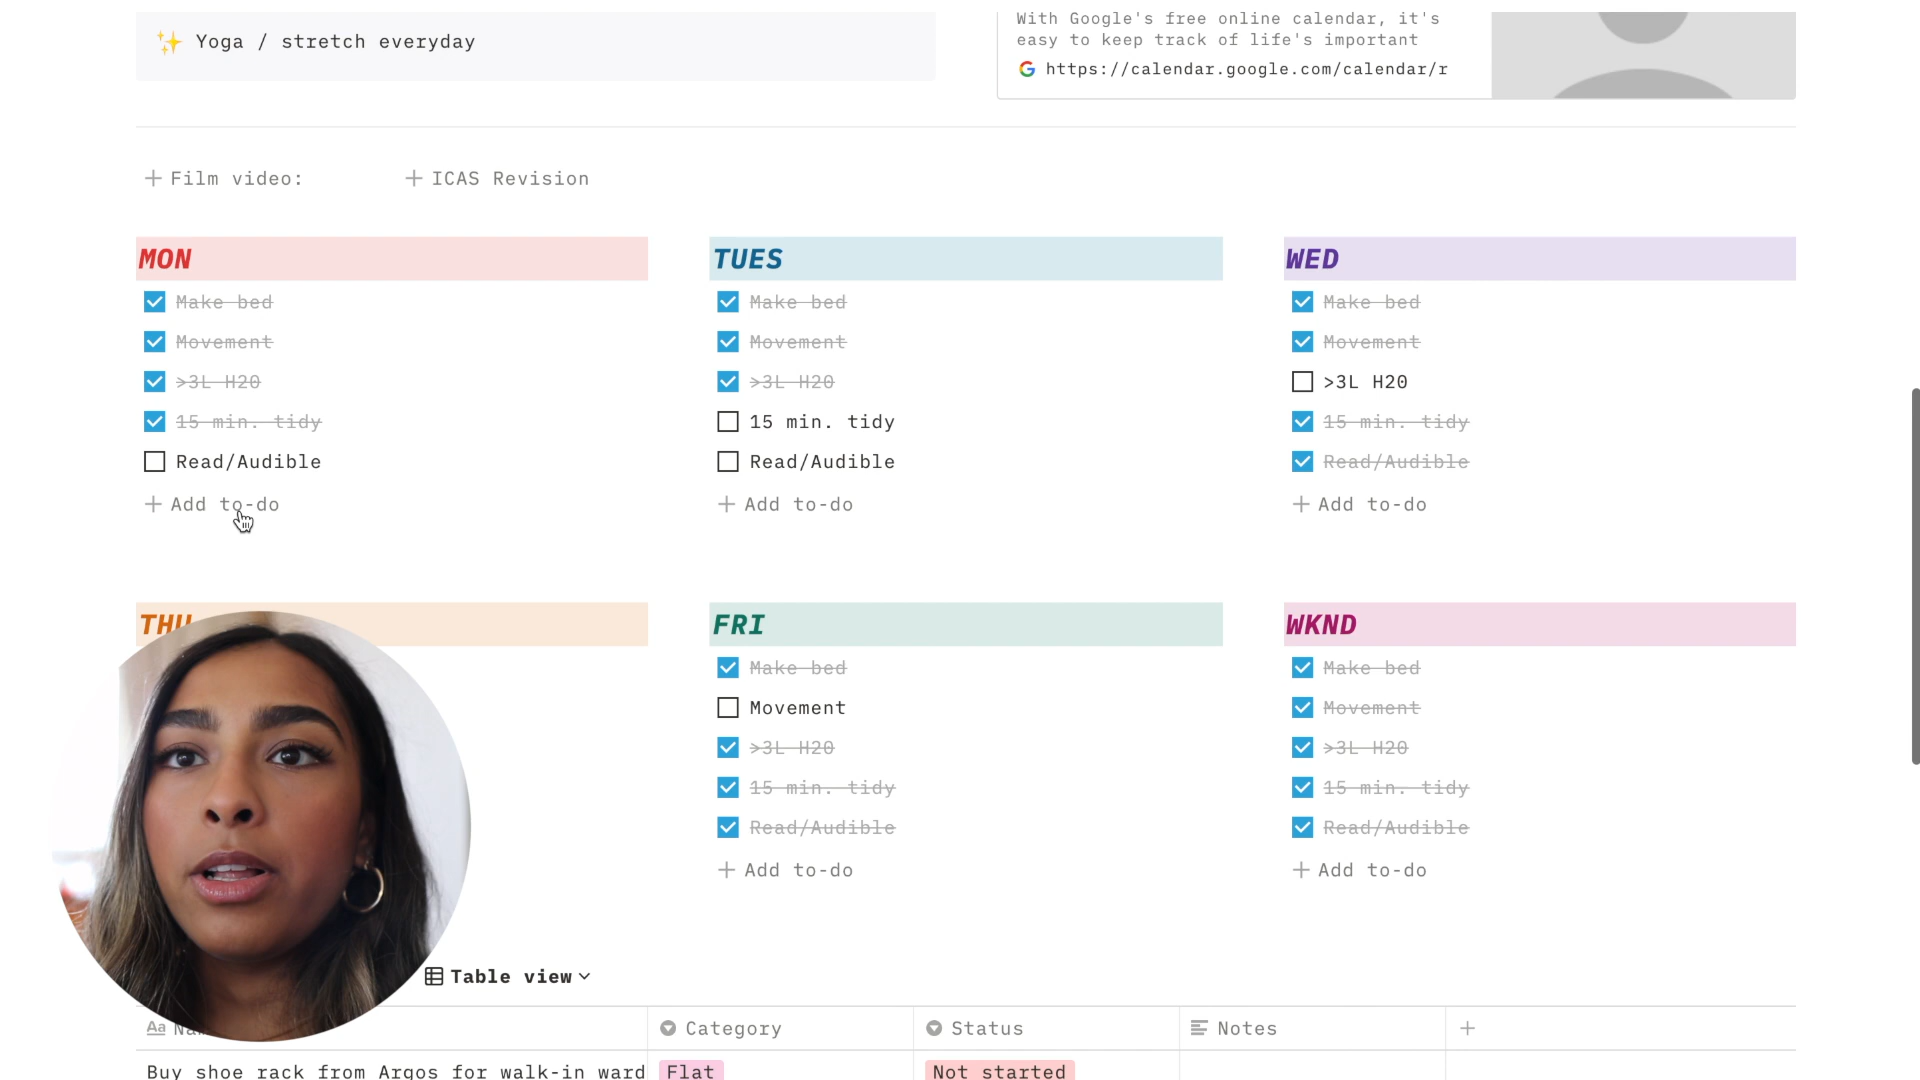 With Google's free online calendar, it's
✨ Yoga / stretch everyday
easy to keep track of life's important
https://calendar.google.com/calendar/r
+ Film video:
+ ICAS Revision
MON
Make bed
Movement
>3L H20
15 min. tidy
Read/Audible
+ Add to-do
TUES
Make bed
Movement
>3L H20
15 min. tidy
Read/Audible
+ Add to-do
WED
Make bed
Movement
>3L H20
15 min. tidy
Read/Audible
+ Add to-do
THU
FRI
Make bed
Movement
>3L H20
15 min. tidy
Read/Audible
+ Add to-do
WKND
Make bed
Movement
>3L H20
15 min. tidy
Read/Audible
+ Add to-do
Table view
Aa
Category
Status
Notes
+
Buy shoe rack from Argos for walk-in ward
Flat
Not started